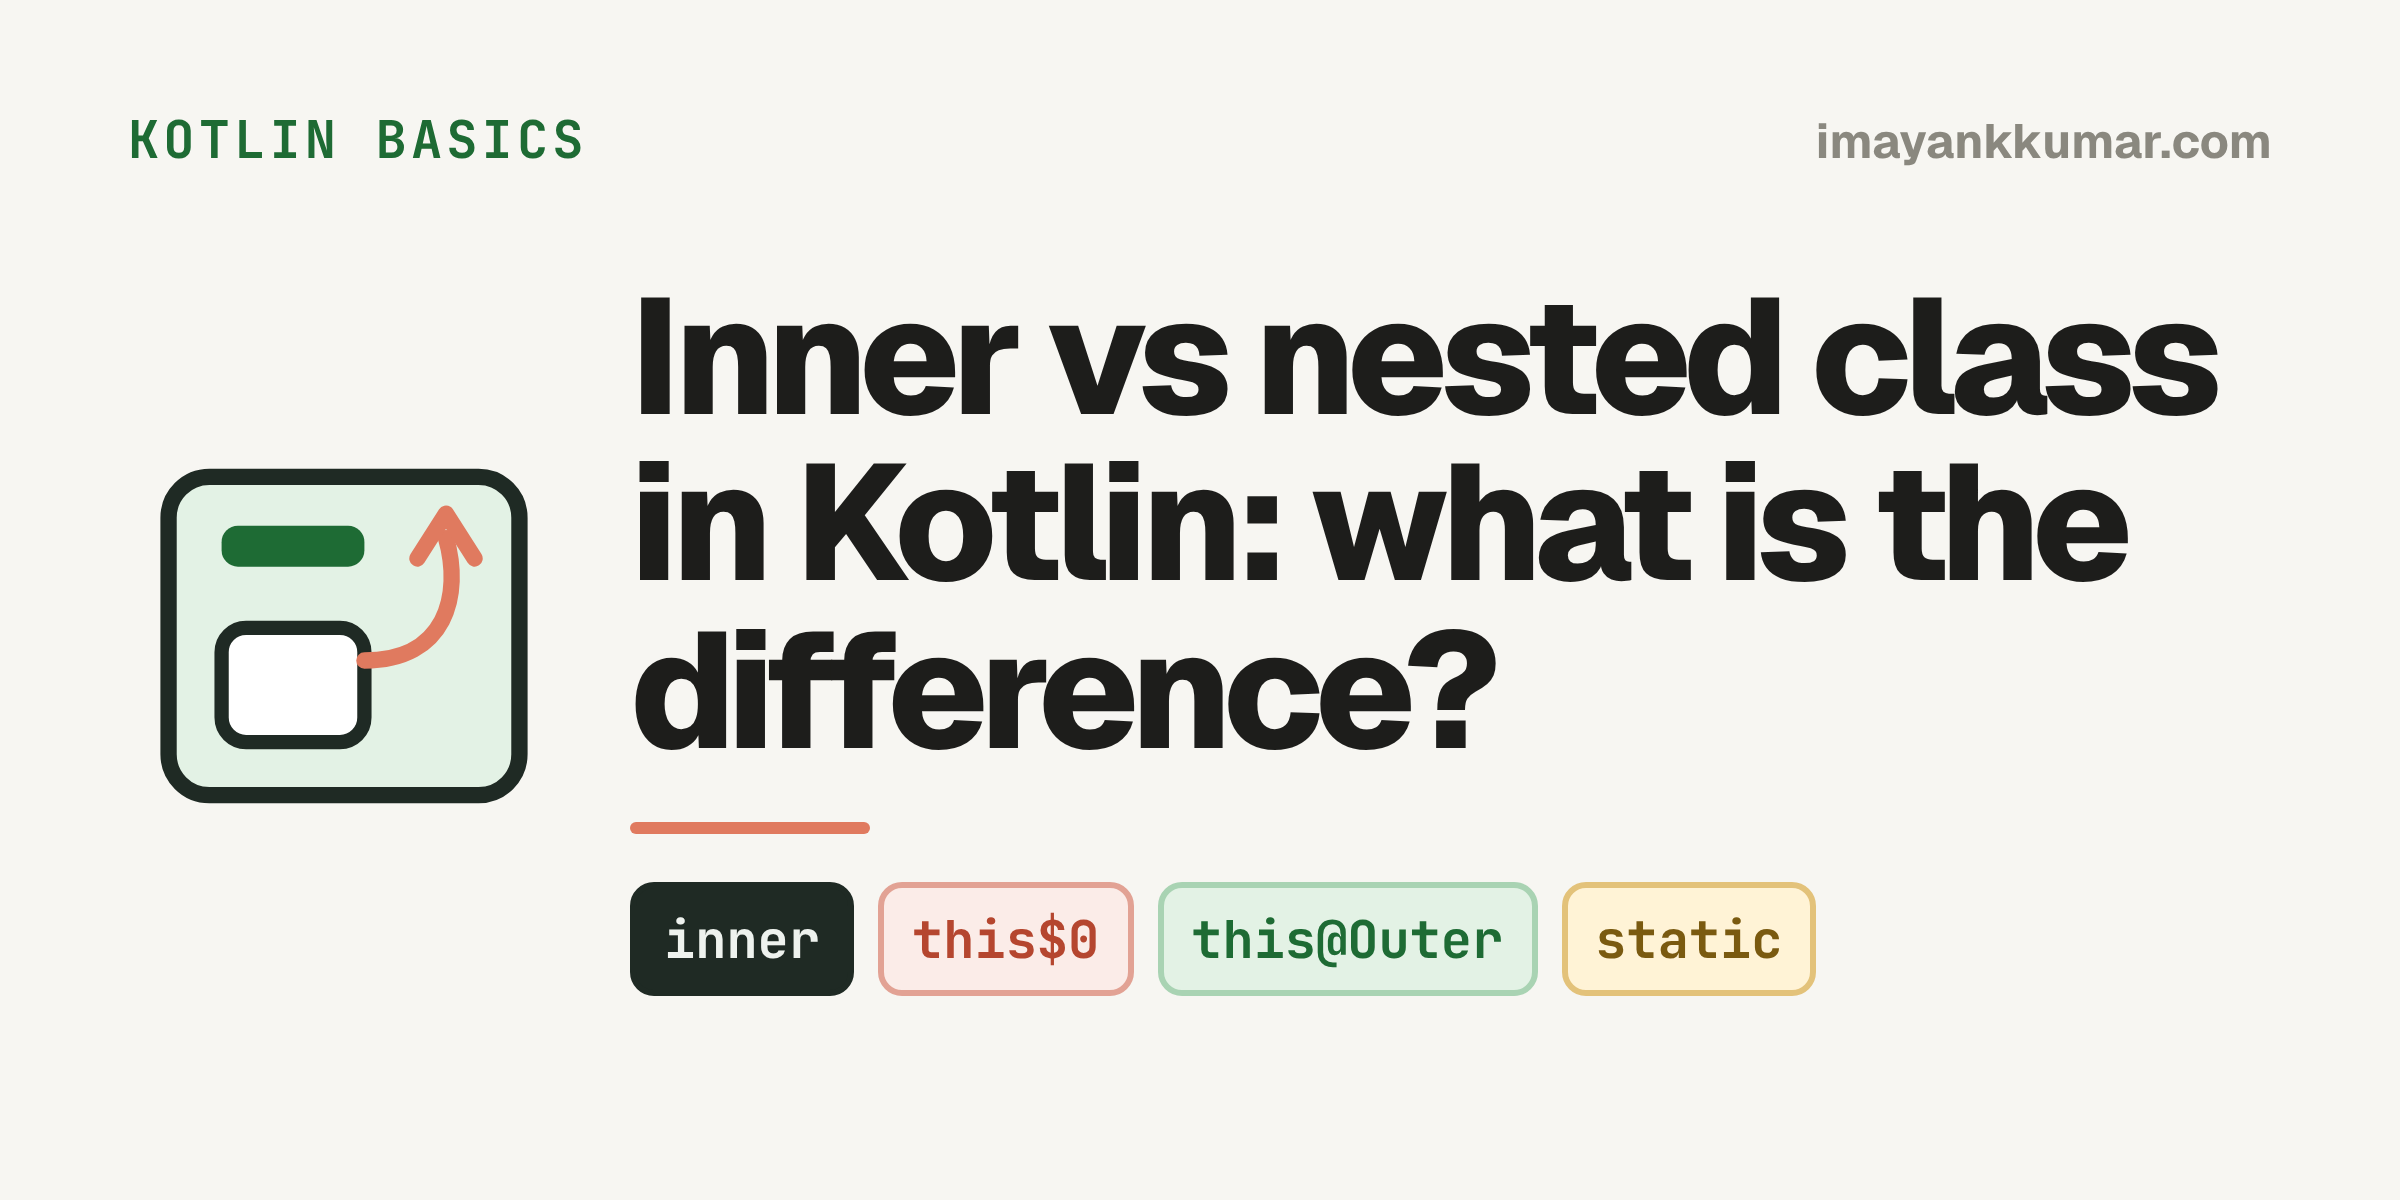 KOTLIN BASICS
imayankkumar.com
Inner vs nested class
in Kotlin: what is the
difference?
inner
this$0
this@Outer
static